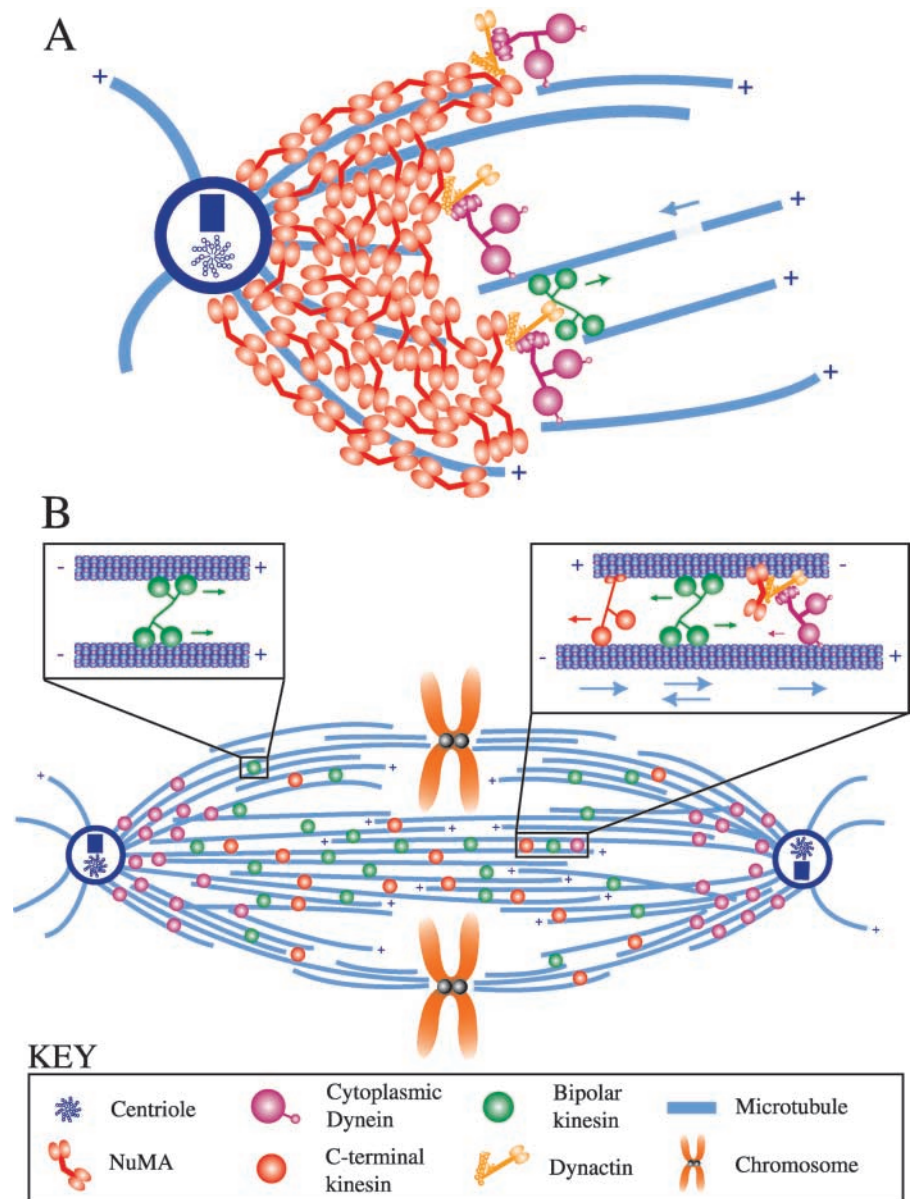 A
+
+
+
+
+
+
B
- +
- +
+ -
- +
+
+
+
+
+
+
+
+
+
+
+
+
+
+
KEY
Centriole
Cytoplasmic
Dynein
Bipolar
kinesin
Microtubule
NuMA
C-terminal
kinesin
Dynactin
Chromosome